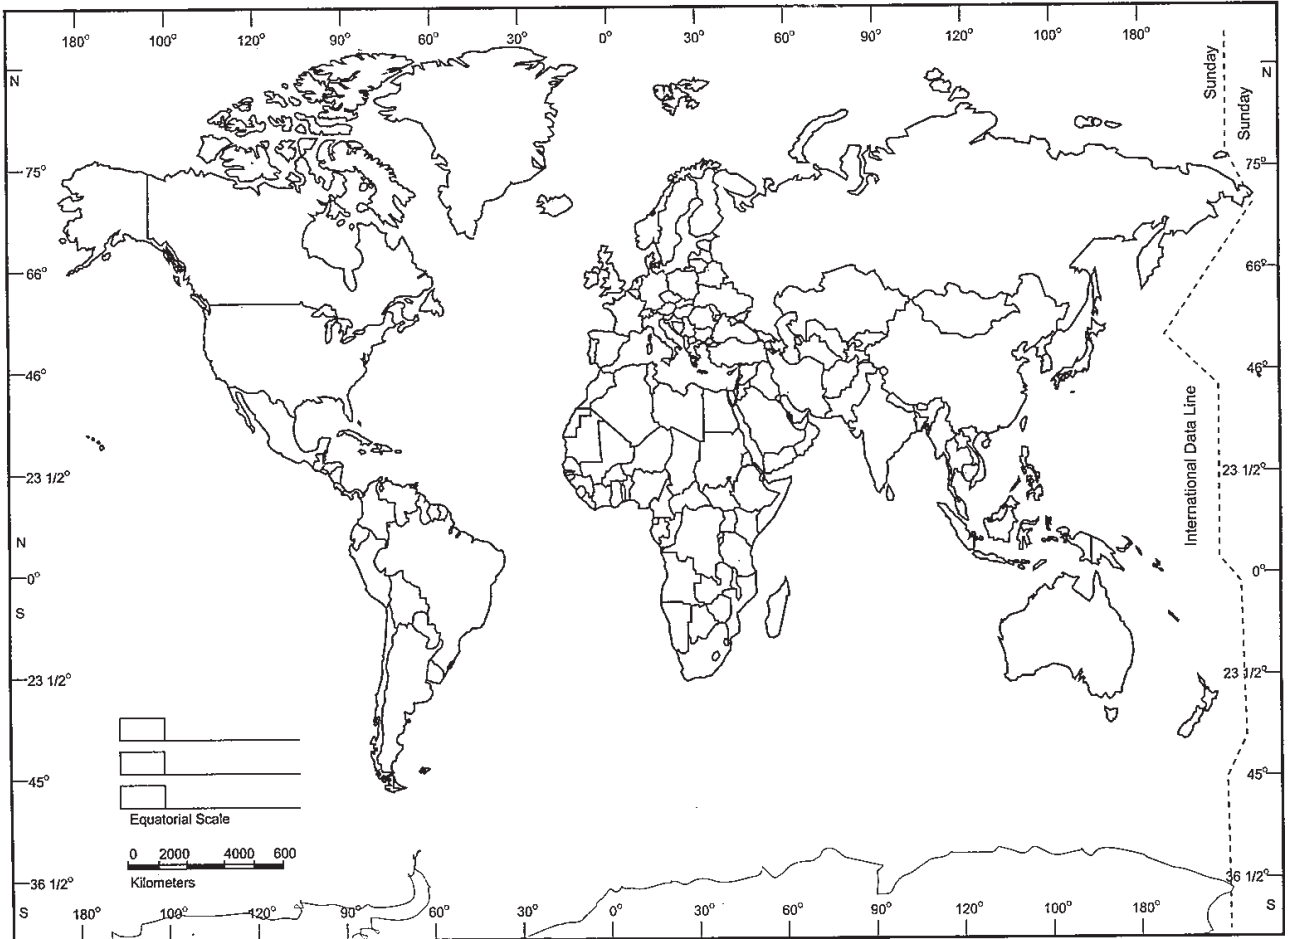 180° 100° 120° 90° 60° 30° 0° 30° 60° 90° 120° 100° 180°
N
N
Sunday
Sunday
75°
75°
66°
66°
46°
46°
International Data Line
23 1/2°
23 1/2°
N
0°
0°
S
23 1/2°
23 1/2°
45°
45°
Equatorial Scale
0 2000 4000 600
Kilometers
36 1/2°
36 1/2°
S
S
180° 100° 120° 90° 60° 30° 0° 30° 60° 90° 120° 100° 180°